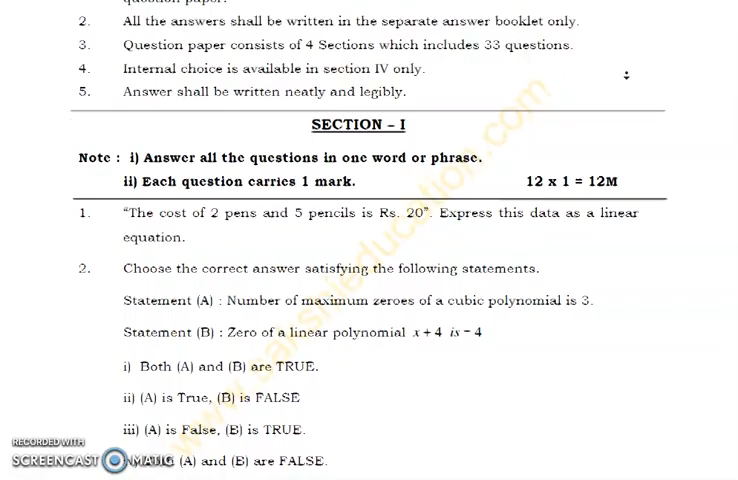 question paper.
2. All the answers shall be written in the separate answer booklet only.
3. Question paper consists of 4 Sections which includes 33 questions.
4. Internal choice is available in section IV only.
5. Answer shall be written neatly and legibly.
SECTION – I
Note : i) Answer all the questions in one word or phrase.
ii) Each question carries 1 mark. 12 x 1 = 12M
1. “The cost of 2 pens and 5 pencils is Rs. 20”. Express this data as a linear
equation.
2. Choose the correct answer satisfying the following statements.
Statement (A) : Number of maximum zeroes of a cubic polynomial is 3.
Statement (B) : Zero of a linear polynomial x + 4 is − 4
i) Both (A) and (B) are TRUE.
ii) (A) is True, (B) is FALSE
iii) (A) is False, (B) is TRUE.
(A) and (B) are FALSE.
www.sakshieducation.com
RECORDED WITH
SCREENCAST MATIC